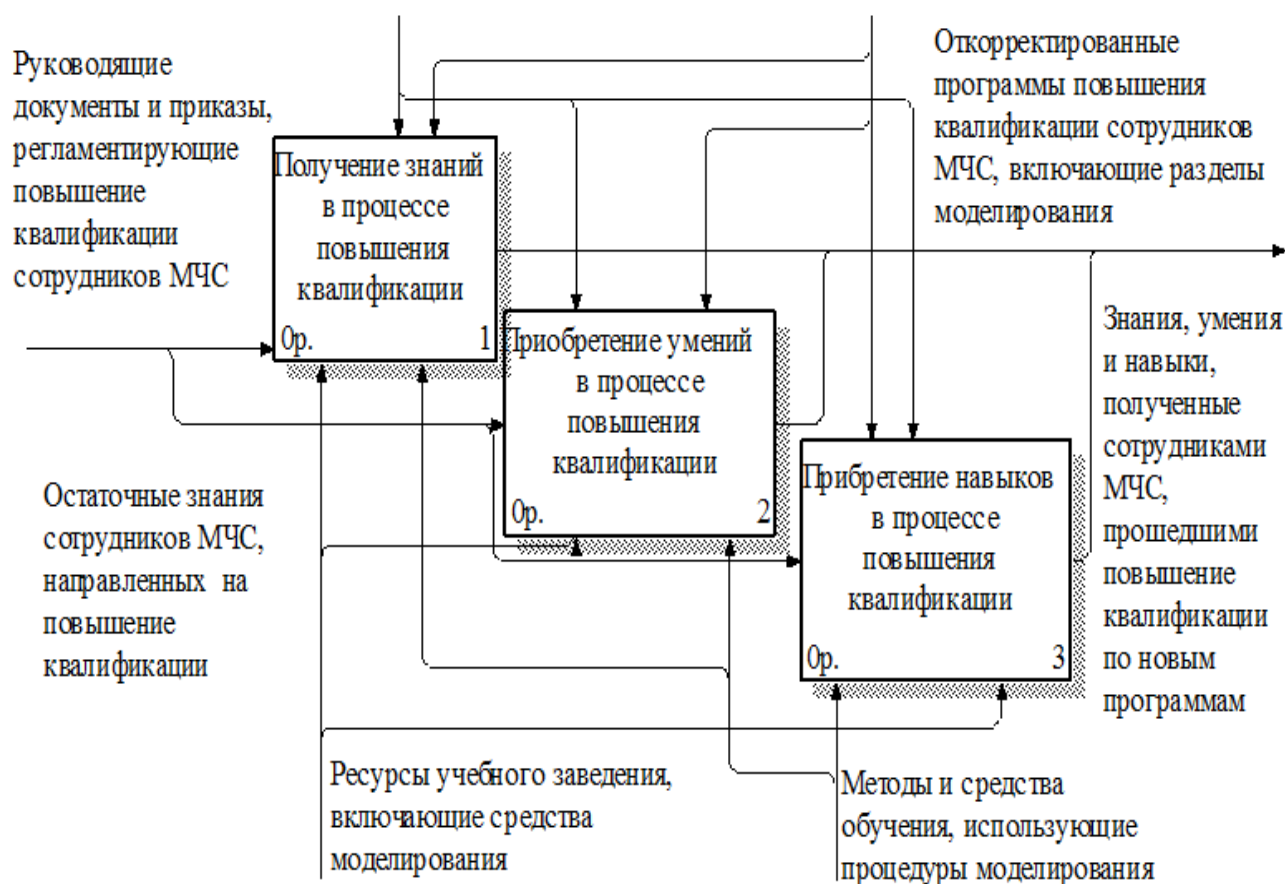 Руководящие
документы и приказы,
регламентирующие
повышение
квалификации
сотрудников МЧС
Откорректированные
программы повышения
квалификации сотрудников
МЧС, включающие разделы
моделирования
Получение знаний
в процессе
повышения
квалификации
0р. 1
Приобретение умений
в процессе
повышения
квалификации
0р. 2
Прибретение навыков
в процессе
повышения
квалификации
0р. 3
Знания, умения
и навыки,
полученные
сотрудниками
МЧС,
прошедшими
повышение
квалификации
по новым
программам
Остаточные знания
сотрудников МЧС,
направленных на
повышение
квалификации
Ресурсы учебного заведения,
включающие средства
моделирования
Методы и средства
обучения, использующие
процедуры моделирования